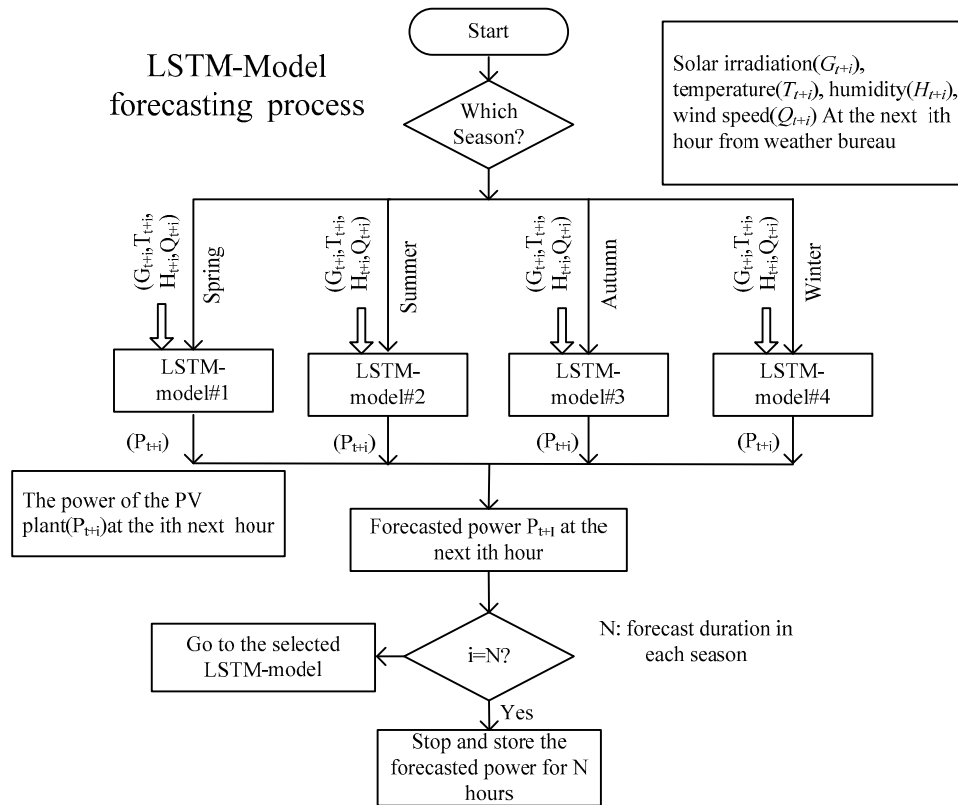 Start
LSTM-Model
forecasting process
Solar irradiation(G_{t+i}),
temperature(T_{t+i}), humidity(H_{t+i}),
wind speed(Q_{t+i}) At the next ith
hour from weather bureau
Which
Season?
(G_{t+i},T_{t+i},
H_{t+i},Q_{t+i})
Spring
(G_{t+i},T_{t+i},
H_{t+i},Q_{t+i})
Summer
(G_{t+i},T_{t+i},
H_{t+i},Q_{t+i})
Autumn
(G_{t+i},T_{t+i},
H_{t+i},Q_{t+i})
Winter
LSTM-
model#1
LSTM-
model#2
LSTM-
model#3
LSTM-
model#4
(P_{t+i})
(P_{t+i})
(P_{t+i})
(P_{t+i})
The power of the PV
plant(P_{t+i})at the ith next hour
Forecasted power P_{t+I} at the
next ith hour
Go to the selected
LSTM-model
i=N?
N: forecast duration in
each season
Yes
Stop and store the
forecasted power for N
hours